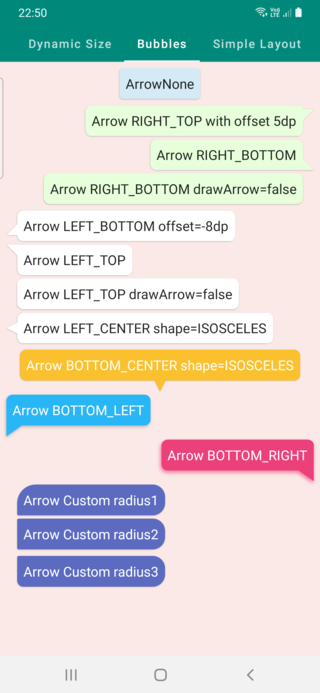 22:50
Dynamic Size Bubbles Simple Layout
ArrowNone
Arrow RIGHT_TOP with offset 5dp
Arrow RIGHT_BOTTOM
Arrow RIGHT_BOTTOM drawArrow=false
Arrow LEFT_BOTTOM offset=-8dp
Arrow LEFT_TOP
Arrow LEFT_TOP drawArrow=false
Arrow LEFT_CENTER shape=ISOSCELES
Arrow BOTTOM_CENTER shape=ISOSCELES
Arrow BOTTOM_LEFT
Arrow BOTTOM_RIGHT
Arrow Custom radius1
Arrow Custom radius2
Arrow Custom radius3